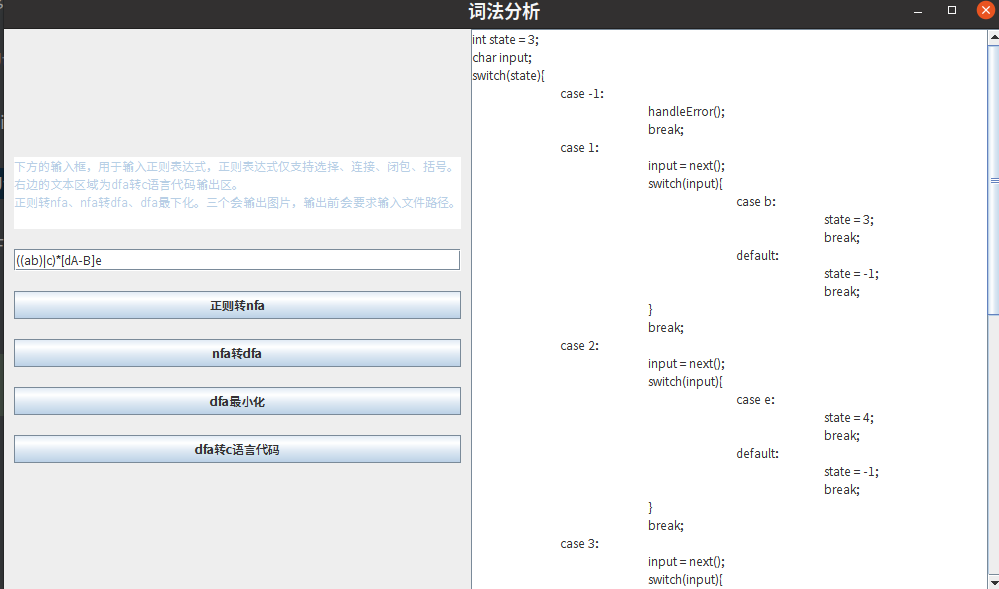 词法分析
下方的输入框，用于输入正则表达式，正则表达式仅支持选择、连接、闭包、括号。
右边的文本区域为dfa转c语言代码输出区。
正则转nfa、nfa转dfa、dfa最下化。三个会输出图片，输出前会要求输入文件路径。
((ab)|c)*[dA-B]e
正则转nfa
nfa转dfa
dfa最小化
dfa转c语言代码
int state = 3;
char input;
switch(state){
case -1:
handleError();
break;
case 1:
input = next();
switch(input){
case b:
state = 3;
break;
default:
state = -1;
break;
}
break;
case 2:
input = next();
switch(input){
case e:
state = 4;
break;
default:
state = -1;
break;
}
break;
case 3:
input = next();
switch(input){